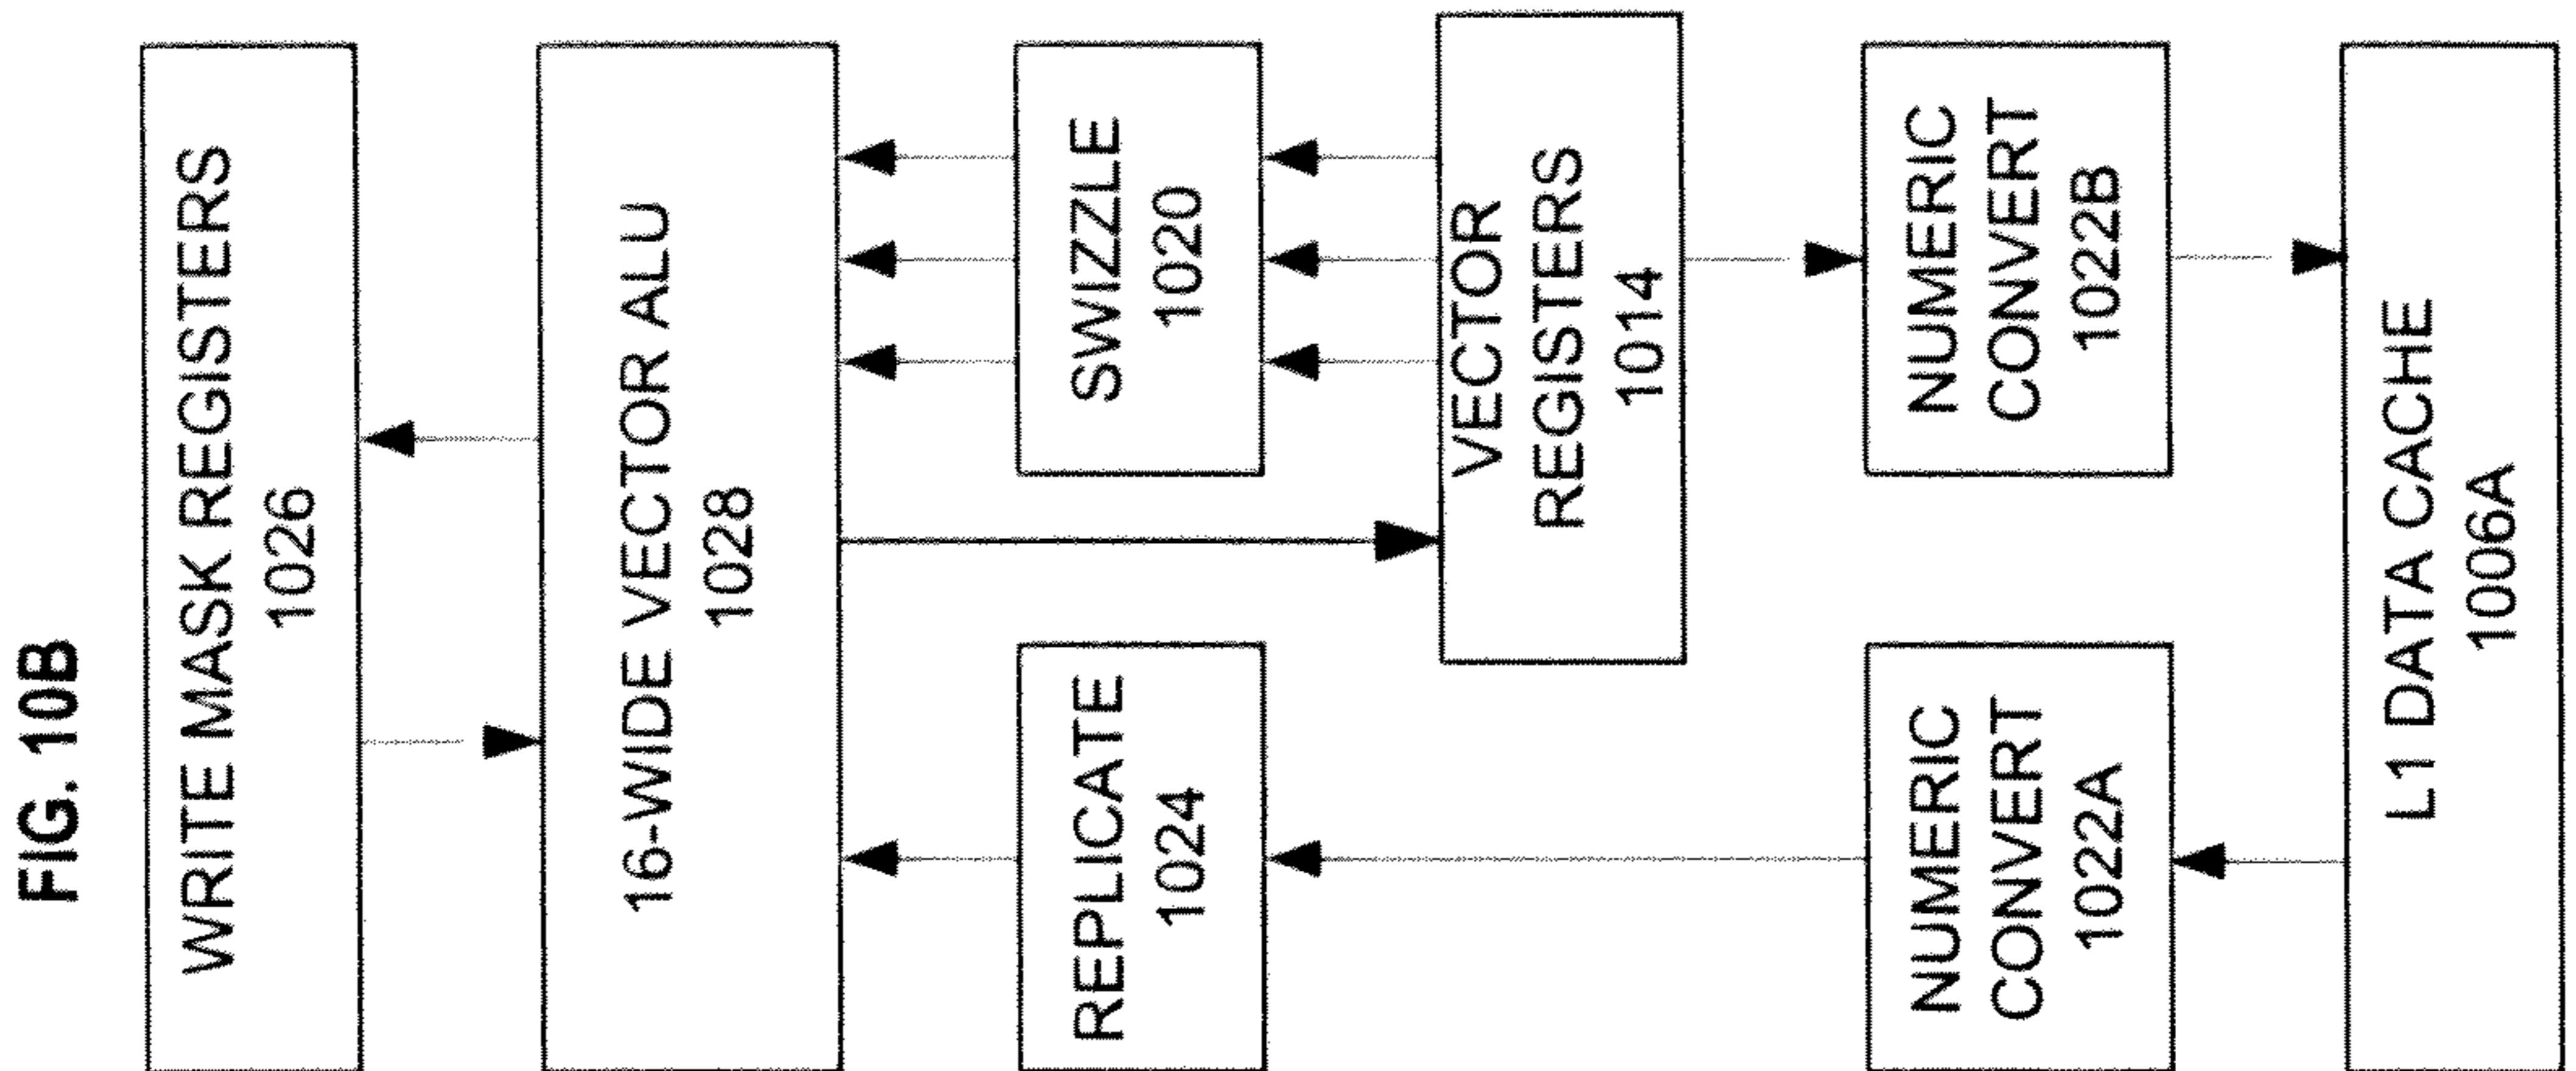 FIG. 10B
WRITE MASK REGISTERS
1026
16-WIDE VECTOR ALU
1028
REPLICATE
1024
SWIZZLE
1020
VECTOR
REGISTERS
1014
NUMERIC
CONVERT
1022A
NUMERIC
CONVERT
1022B
L1 DATA CACHE
1006A